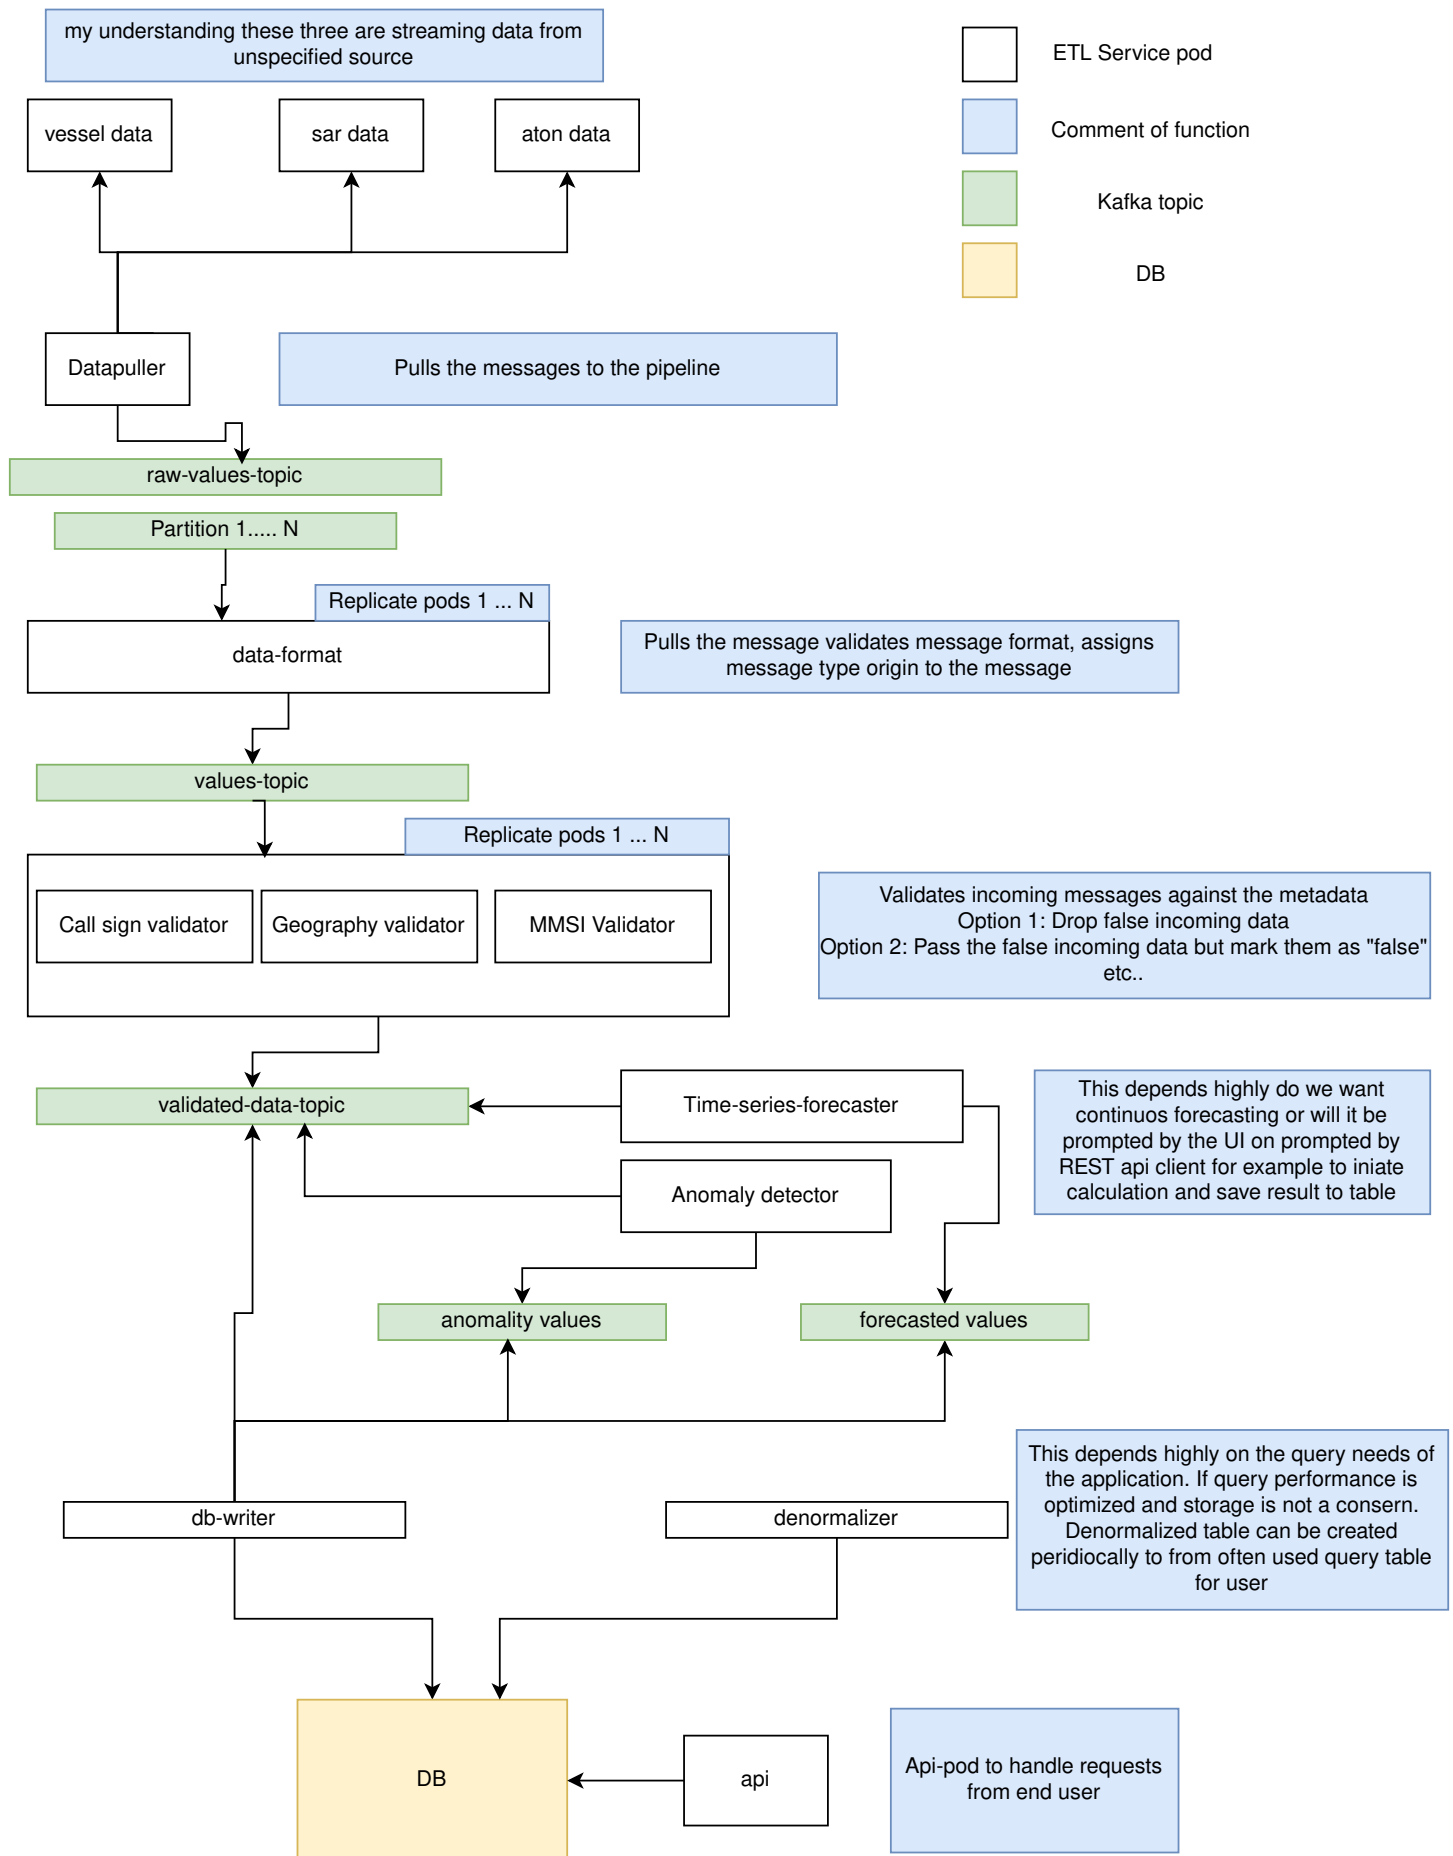 my understanding these three are streaming data from
unspecified source
ETL Service pod
vessel data
sar data
aton data
Comment of function
Kafka topic
DB
Datapuller
Pulls the messages to the pipeline
raw-values-topic
Partition 1..... N
Replicate pods 1 ... N
data-format
Pulls the message validates message format, assigns
message type origin to the message
values-topic
Replicate pods 1 ... N
Call sign validator
Geography validator
MMSI Validator
Validates incoming messages against the metadata
Option 1: Drop false incoming data
Option 2: Pass the false incoming data but mark them as "false"
etc..
validated-data-topic
Time-series-forecaster
Anomaly detector
This depends highly do we want
continuos forecasting or will it be
prompted by the UI on prompted by
REST api client for example to iniate
calculation and save result to table
anomality values
forecasted values
db-writer
denormalizer
This depends highly on the query needs of
the application. If query performance is
optimized and storage is not a consern.
Denormalized table can be created
peridiocally to from often used query table
for user
DB
api
Api-pod to handle requests
from end user